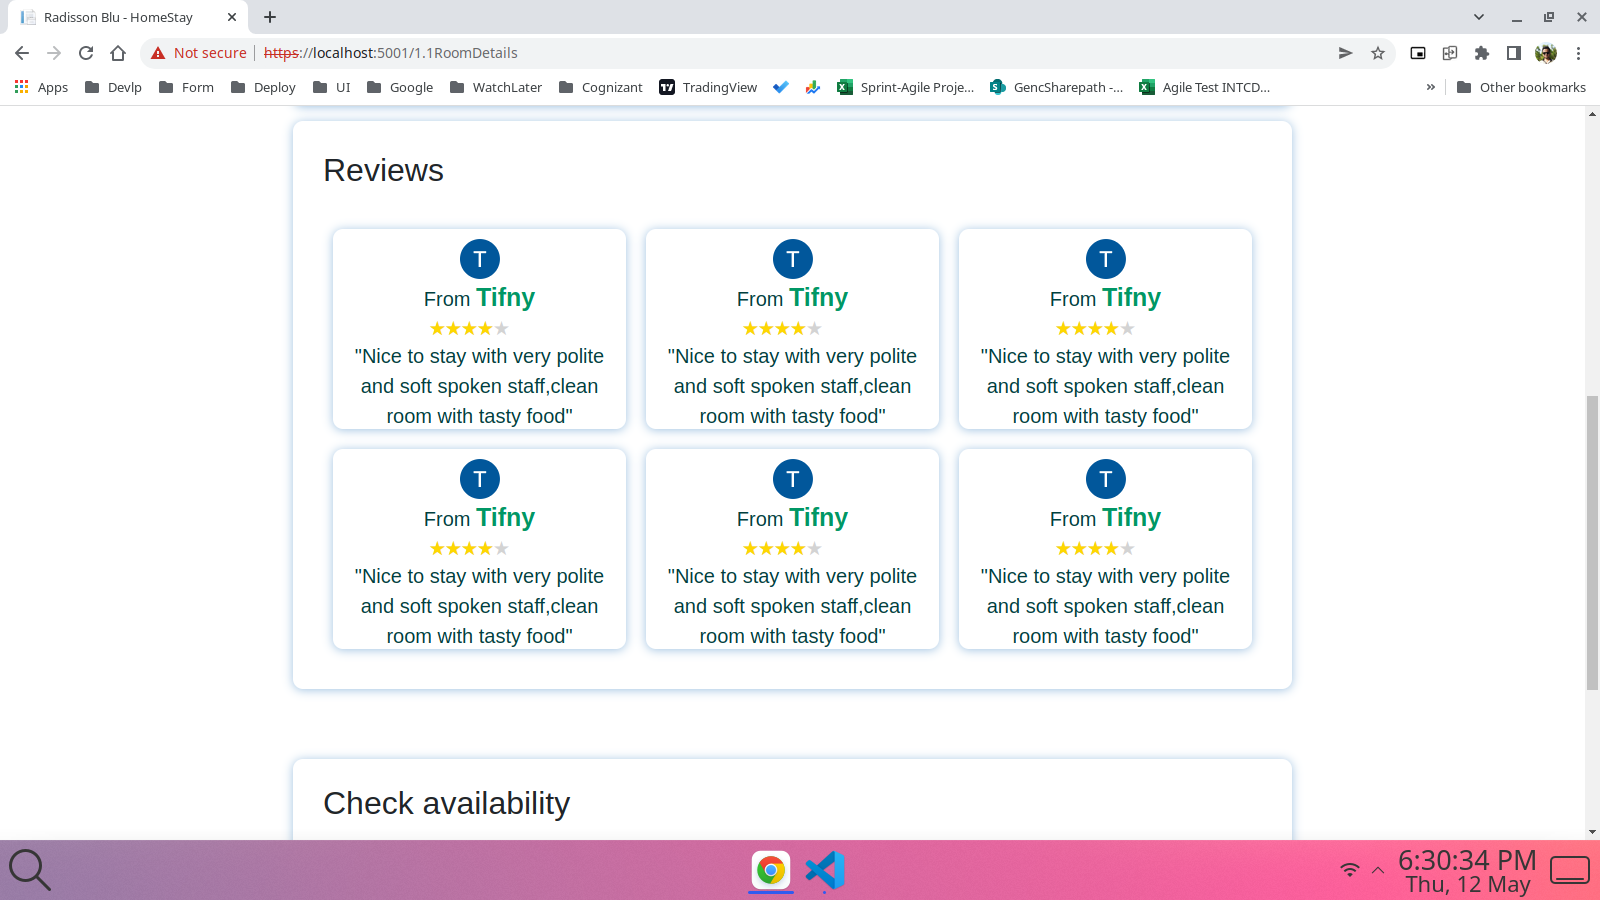 Radisson Blu - HomeStay
Not secure https://localhost:5001/1.1RoomDetails
Apps Devlp Form Deploy UI Google WatchLater Cognizant TradingView Sprint-Agile Proje... GencSharepath -... Agile Test INTCD... » Other bookmarks
Reviews
T T T
From Tifny From Tifny From Tifny
"Nice to stay with very polite "Nice to stay with very polite "Nice to stay with very polite
and soft spoken staff,clean and soft spoken staff,clean and soft spoken staff,clean
room with tasty food" room with tasty food" room with tasty food"
T T T
From Tifny From Tifny From Tifny
"Nice to stay with very polite "Nice to stay with very polite "Nice to stay with very polite
and soft spoken staff,clean and soft spoken staff,clean and soft spoken staff,clean
room with tasty food" room with tasty food" room with tasty food"
Check availability
6:30:34 PM
Thu, 12 May